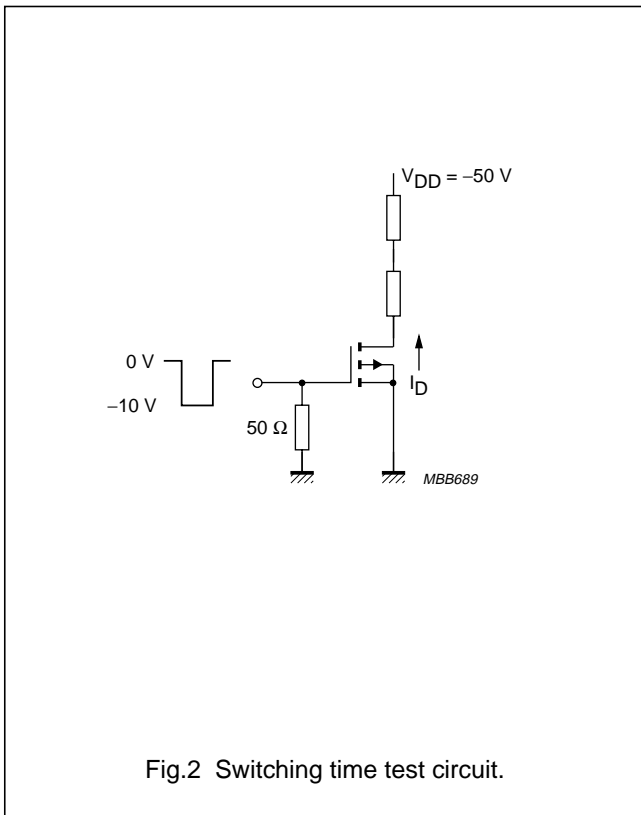 VDD = −50 V
0 V
−10 V
50 Ω
ID
MBB689
Fig.2 Switching time test circuit.